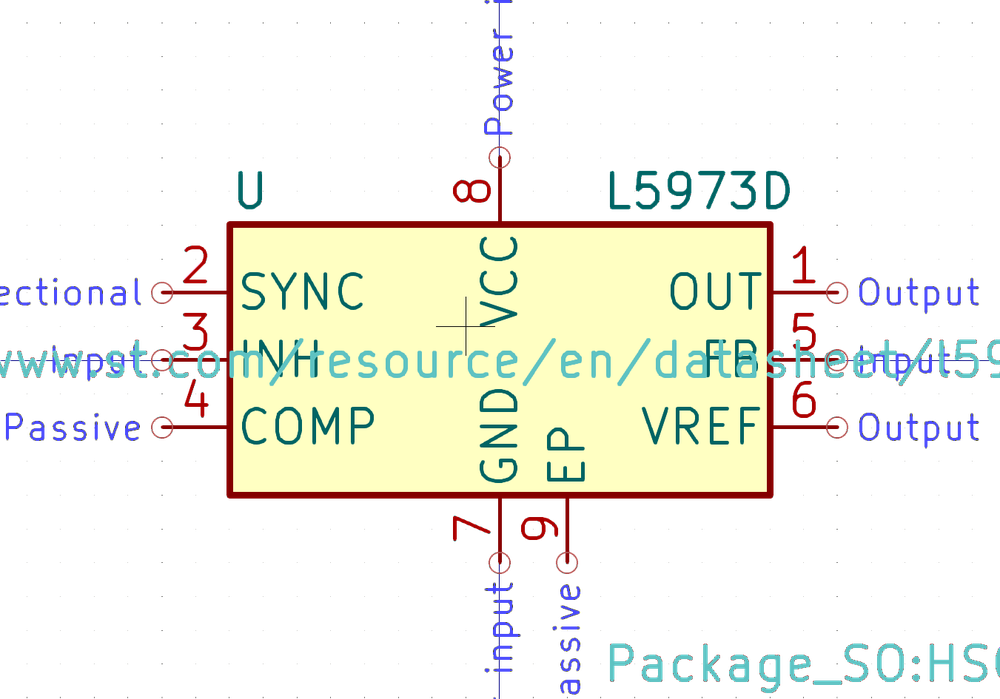 Power
U
8
L5973D
2
SYNC
VCC
OUT
1
Output
ectional
3
INH
5
FB
Input
Input
www.st.com/resource/en/datasheet/l59
4
COMP
Passive
GND
EP
VREF
6
Output
7
9
input
assive
Package_SO:HSO